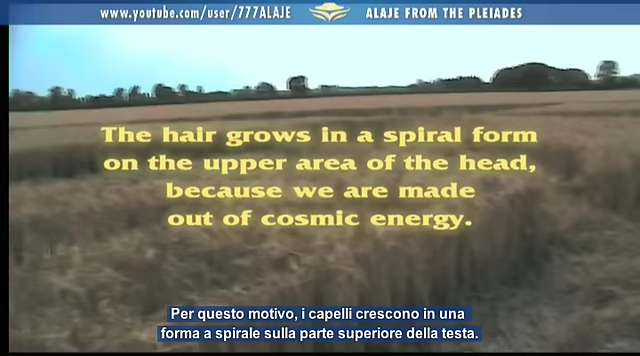 www.youtube.com/user/777ALAJE ALAJE FROM THE PLEIADES
The hair grows in a spiral form
on the upper area of the head,
because we are made
out of cosmic energy.
Per questo motivo, i capelli crescono in una
forma a spirale sulla parte superiore della testa.